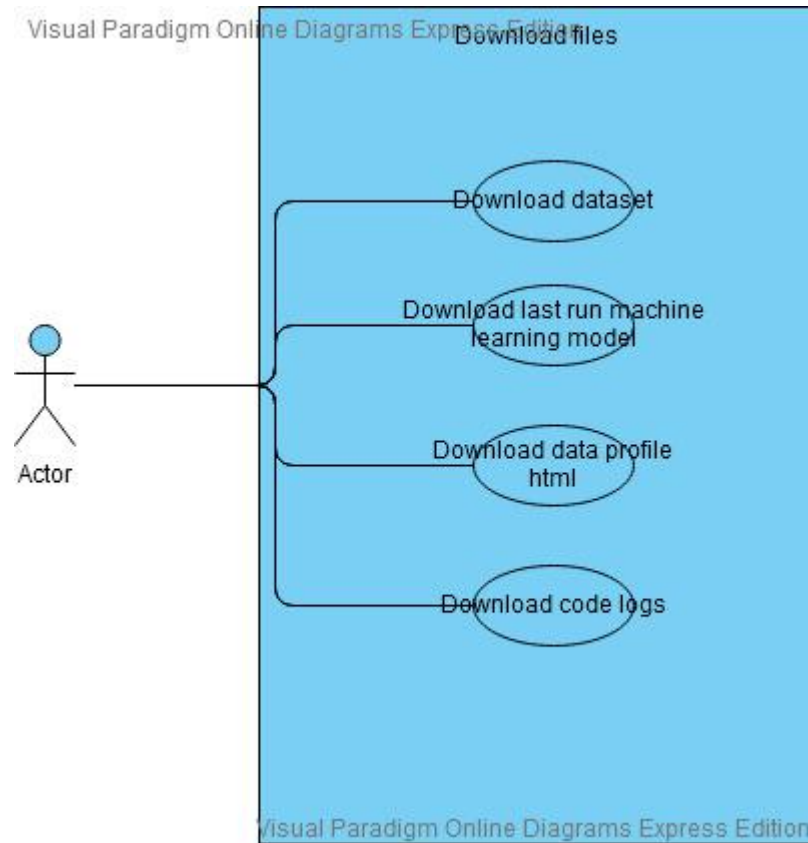 Visual Paradigm Online Diagrams Express Edition
Download files
Download dataset
Download last run machine
learning model
Download data profile
html
Actor
Download code logs
Visual Paradigm Online Diagrams Express Edition